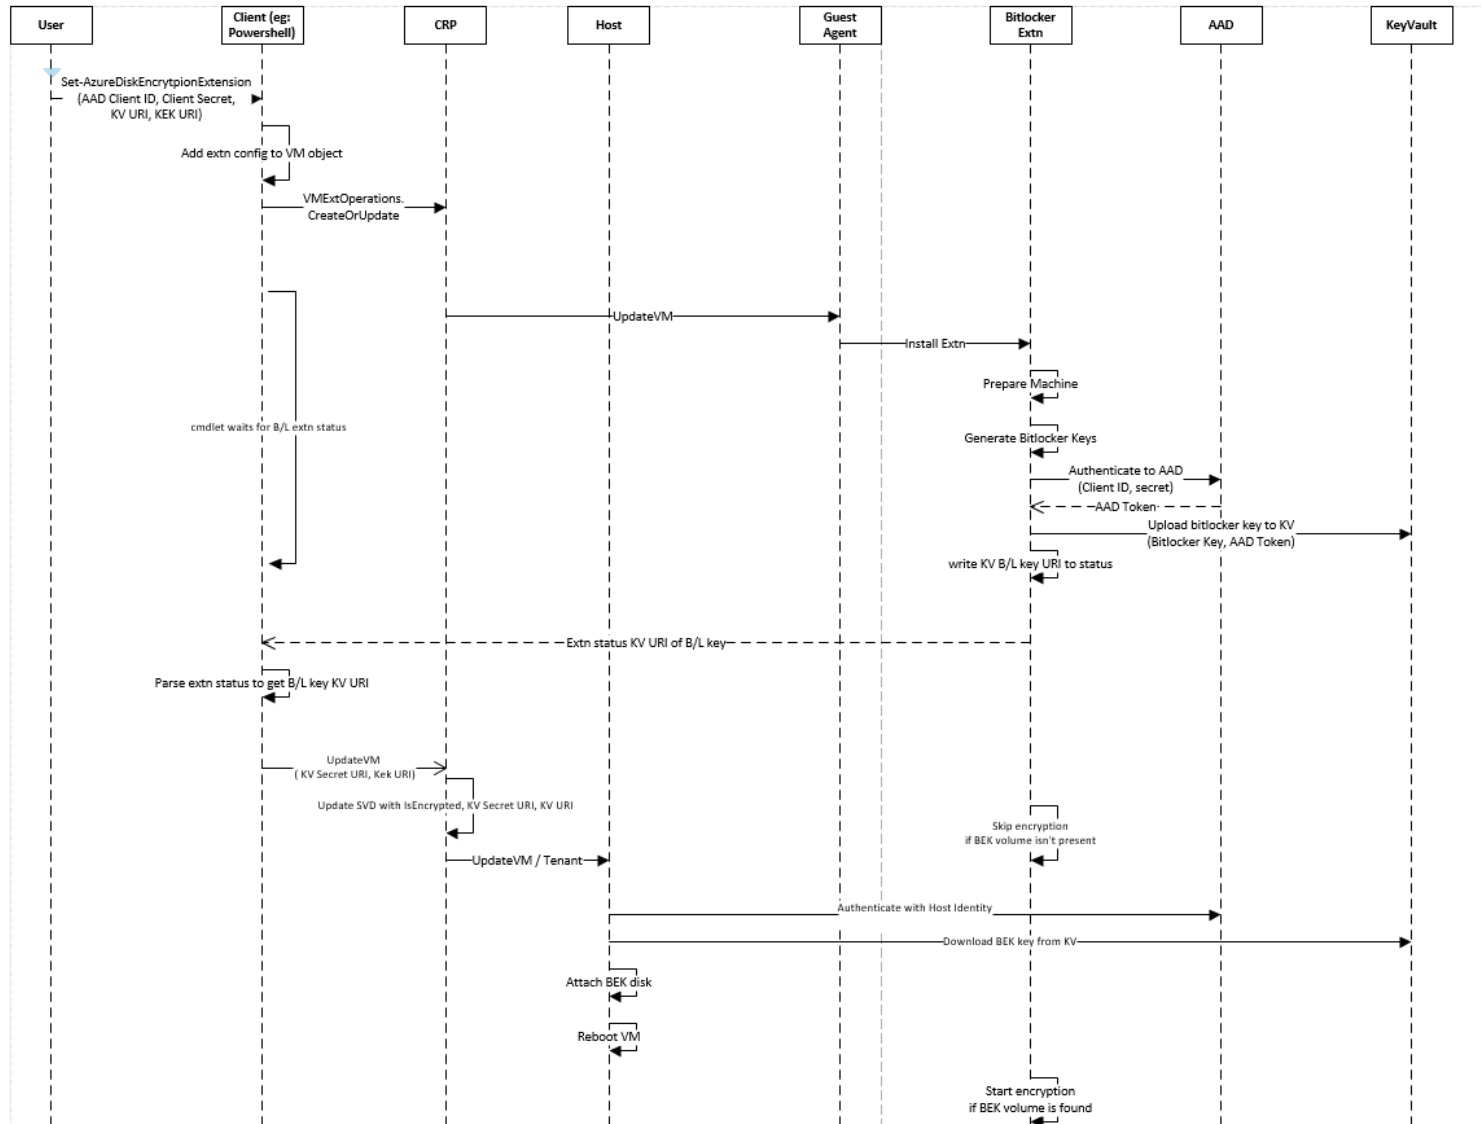 User
Client (eg:
Powershell)
CRP
Host
Guest
Agent
Bitlocker
Extn
AAD
KeyVault
Set-AzureDiskEncrytpionExtension
(AAD Client ID, Client Secret,
KV URI, KEK URI)
Add extn config to VM object
VMExtOperations.
CreateOrUpdate
UpdateVM
Install Extn
Prepare Machine
cmdlet waits for B/L extn status
Generate Bitlocker Keys
Authenticate to AAD
(Client ID, secret)
AAD Token
Upload bitlocker key to KV
(Bitlocker Key, AAD Token)
write KV B/L key URI to status
Extn status KV URI of B/L key
Parse extn status to get B/L key KV URI
UpdateVM
( KV Secret URI, Kek URI)
Update SVD with IsEncrypted, KV Secret URI, KV URI
Skip encryption
if BEK volume isn't present
UpdateVM / Tenant
Authenticate with Host Identity
Download BEK key from KV
Attach BEK disk
Reboot VM
Start encryption
if BEK volume is found